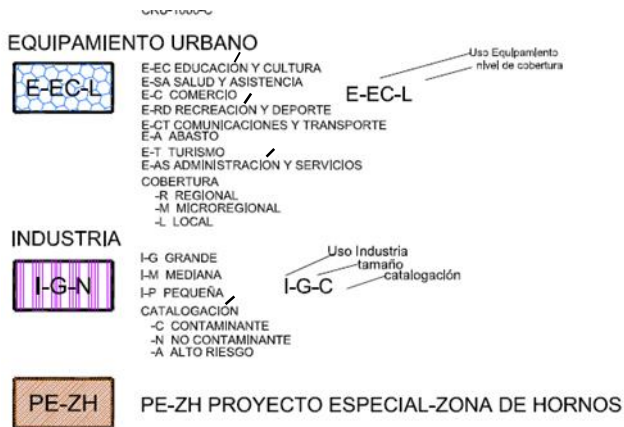 EQUIPAMIENTO URBANO
E-EC-L
E-EC EDUCACIÓN Y CULTURA
E-SA SALUD Y ASISTENCIA
E-C COMERCIO
E-RD RECREACIÓN Y DEPORTE
E-CT COMUNICACIONES Y TRANSPORTE
E-A ABASTO
E-T TURISMO
E-AS ADMINISTRACIÓN Y SERVICIOS
COBERTURA
-R REGIONAL
-M MICROREGIONAL
-L LOCAL
Uso Equipamiento
nivel de cobertura
E-EC-L
INDUSTRIA
I-G-N
I-G GRANDE
I-M MEDIANA
I-P PEQUEÑA
CATALOGACIÓN
-C CONTAMINANTE
-N NO CONTAMINANTE
-A ALTO RIESGO
Uso Industria
tamaño
catalogación
I-G-C
PE-ZH
PE-ZH PROYECTO ESPECIAL-ZONA DE HORNOS